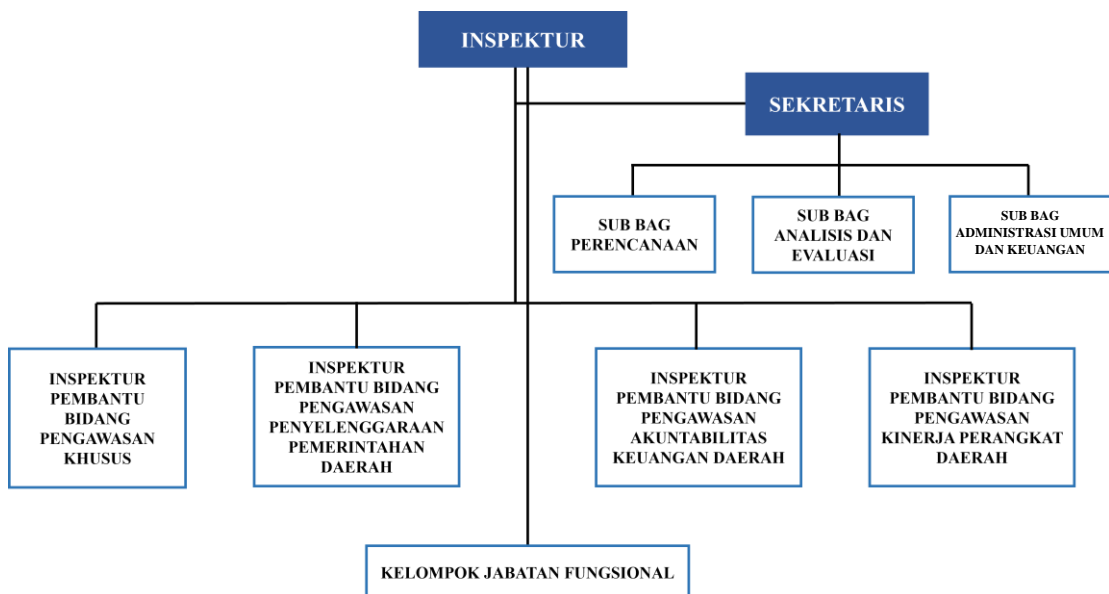 INSPEKTUR
SEKRETARIS
SUB BAG
PERENCANAAN
SUB BAG
ANALISIS DAN
EVALUASI
SUB BAG
ADMINISTRASI UMUM
DAN KEUANGAN
INSPEKTUR
PEMBANTU
BIDANG
PENGAWASAN
KHUSUS
INSPEKTUR
PEMBANTU BIDANG
PENGAWASAN
PENYELENGGARAAN
PEMERINTAHAN
DAERAH
INSPEKTUR
PEMBANTU BIDANG
PENGAWASAN
AKUNTABILITAS
KEUANGAN DAERAH
INSPEKTUR
PEMBANTU BIDANG
PENGAWASAN
KINERJA PERANGKAT
DAERAH
KELOMPOK JABATAN FUNGSIONAL